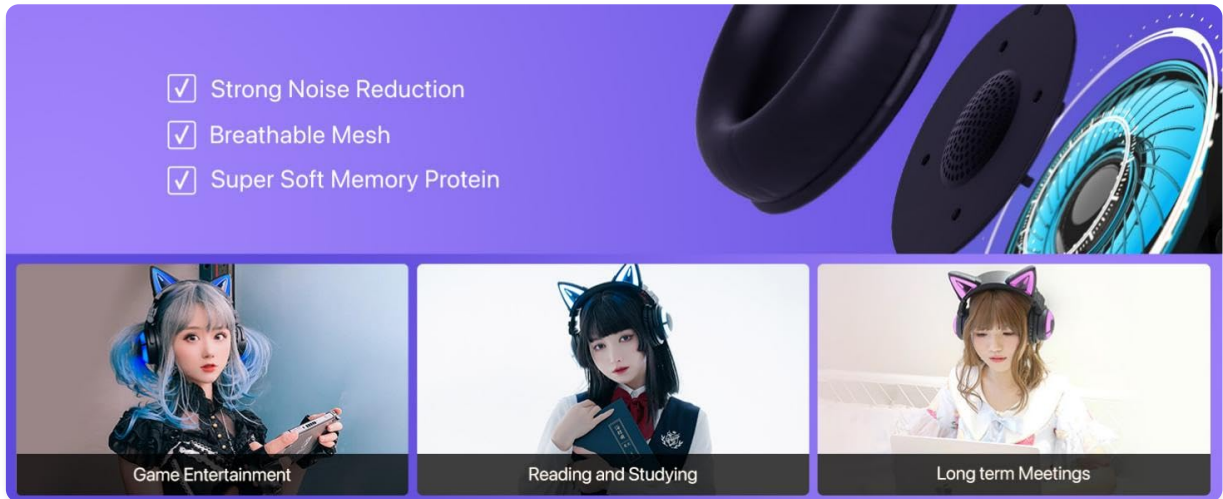 Strong Noise Reduction
Breathable Mesh
Super Soft Memory Protein
Game Entertainment
Reading and Studying
Long term Meetings